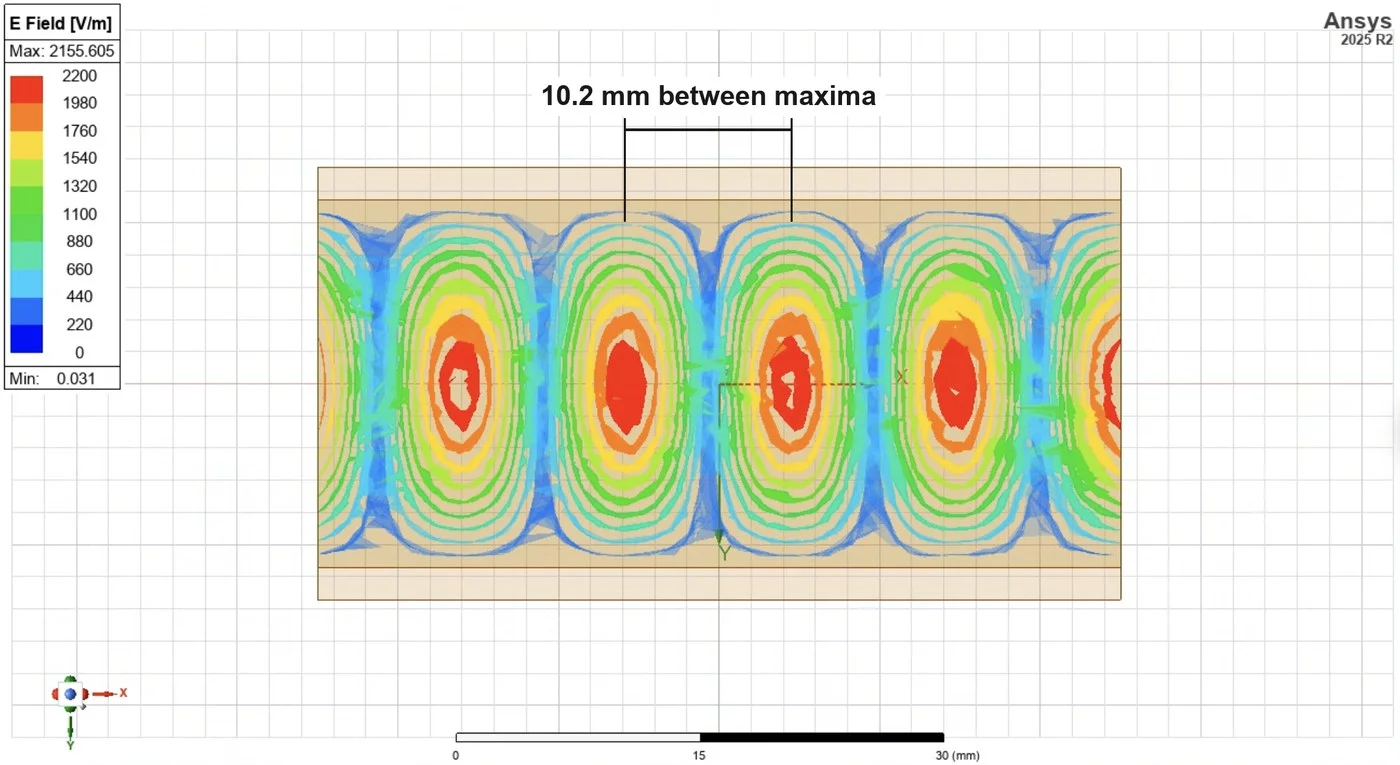 E Field [V/m]
Max: 2155.605
2200
1980
1760
1540
1320
1100
880
660
440
220
0
Min: 0.031
Ansys
2025 R2
10.2 mm between maxima
X
Y
X
Y
0 15 30 (mm)